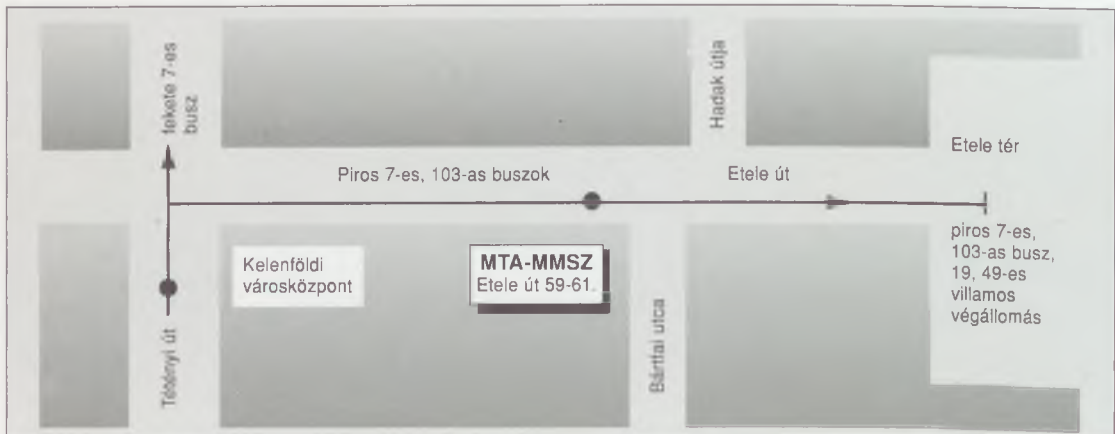 fekete 7-es
busz
Hadak útja
Etele tér
Piros 7-es, 103-as buszok
Etele út
Kelenföldi
városközpont
MTA-MMSZ
Etele út 59-61.
piros 7-es,
103-as busz,
19, 49-es
villamos
végállomás
Tétényi út
Bártfai utca